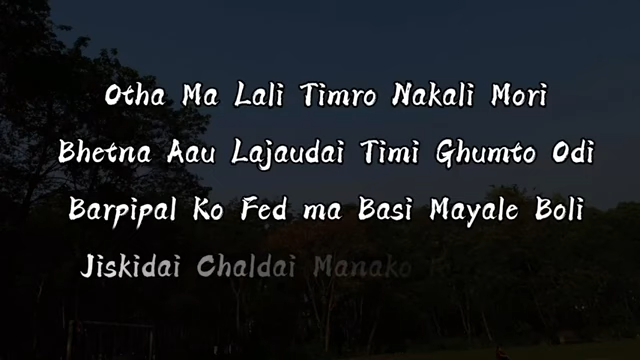 Otha Ma Lali Timro Nakali Mori
Bhetna Aau Lajaudai Timi Ghumto Odi
Barpipal Ko Fed ma Basi Mayale Boli
Jiskidai Chaldai Manako